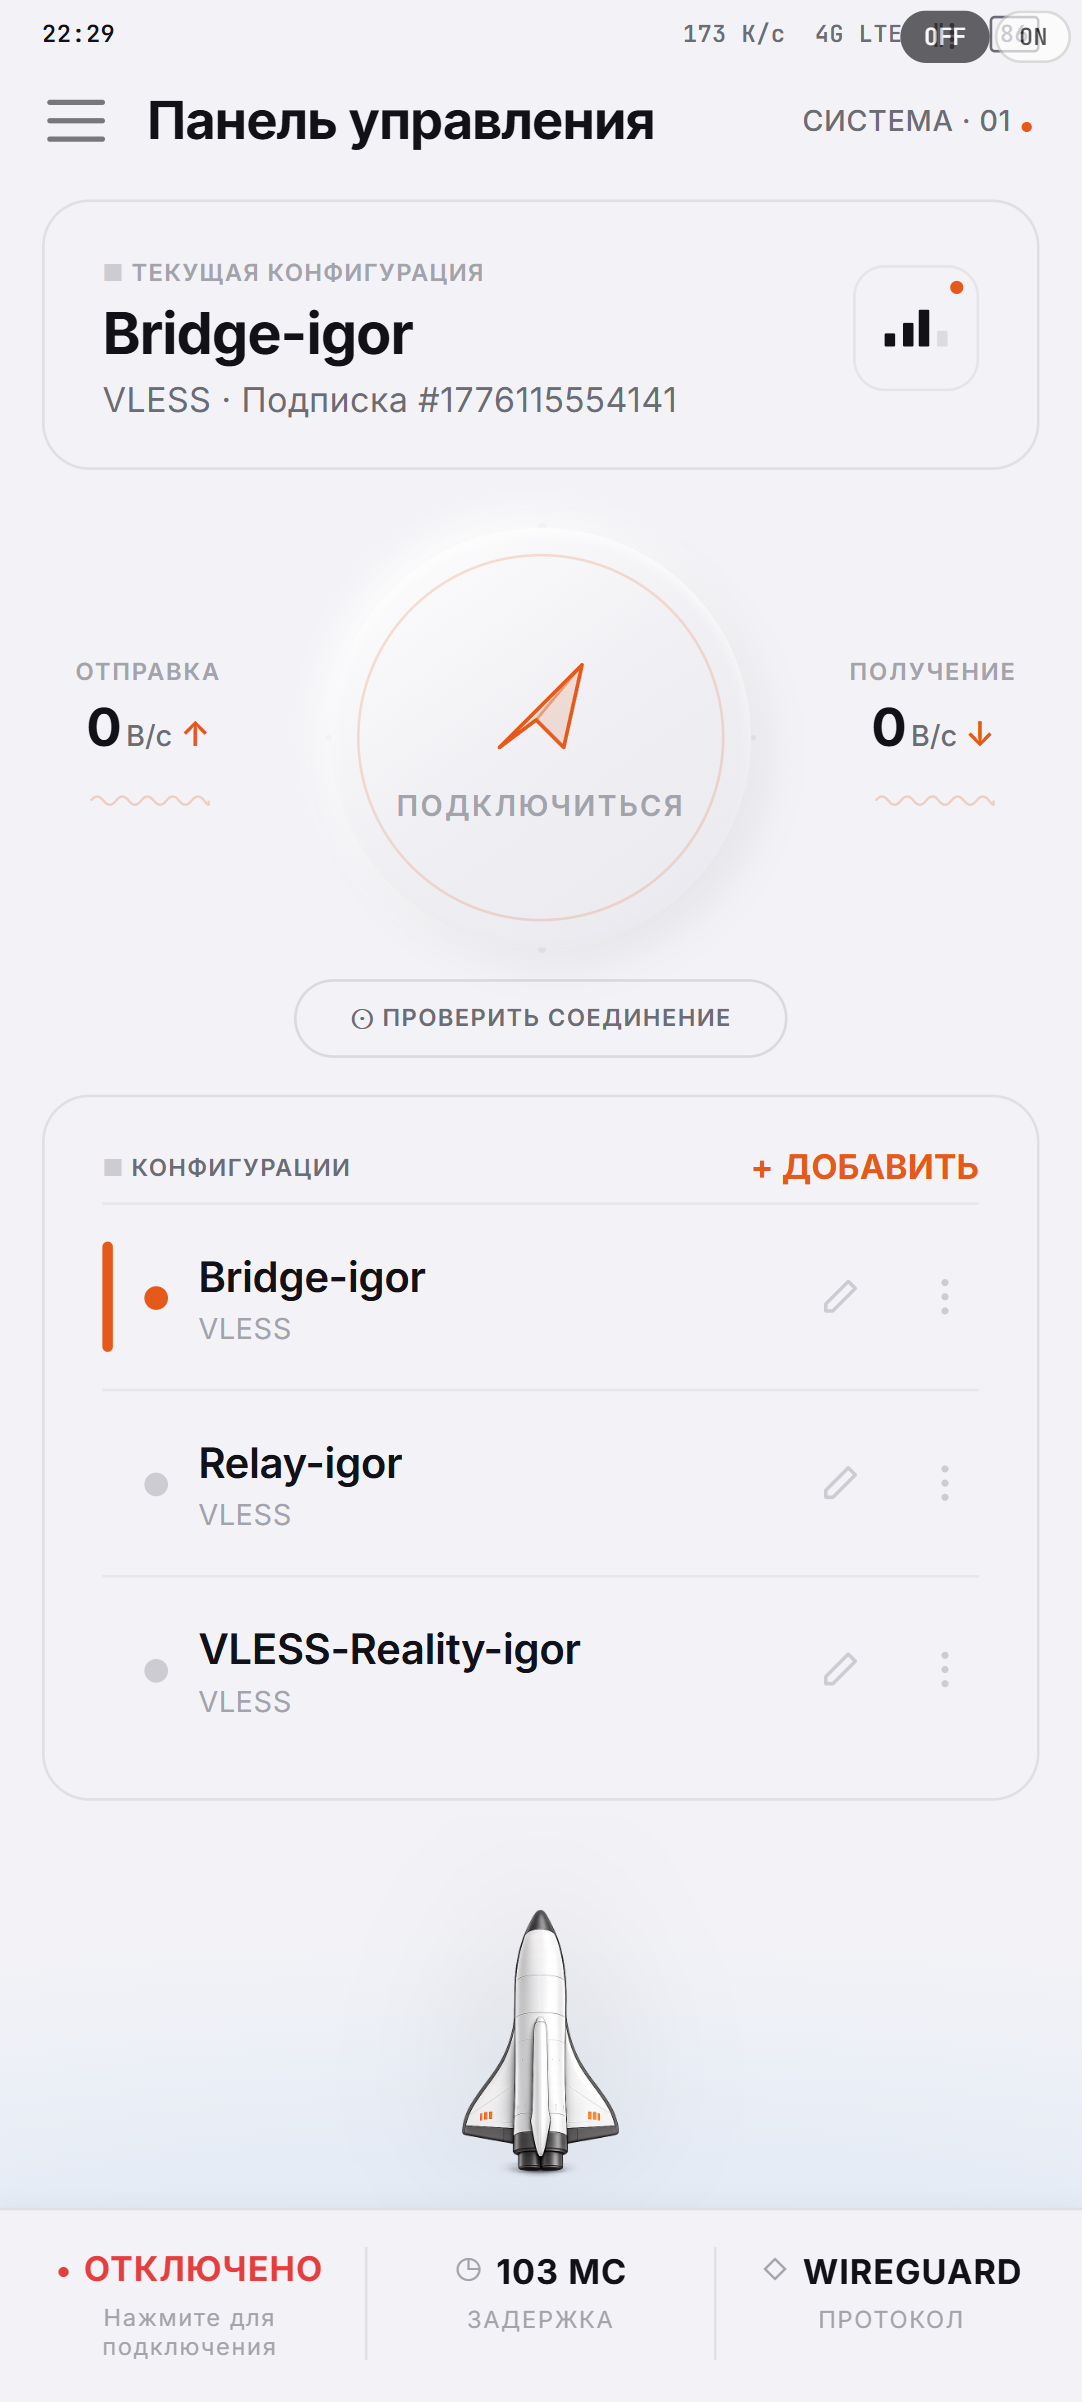 22:29 173 K/c 4G LTE OFF ON
Панель управления СИСТЕМА · 01
ТЕКУЩАЯ КОНФИГУРАЦИЯ
Bridge-igor
VLESS · Подписка #1776115554141
ОТПРАВКА
0 B/c ↑
ПОЛУЧЕНИЕ
0 B/c ↓
ПОДКЛЮЧИТЬСЯ
ПРОВЕРИТЬ СОЕДИНЕНИЕ
КОНФИГУРАЦИИ + ДОБАВИТЬ
Bridge-igor
VLESS
Relay-igor
VLESS
VLESS-Reality-igor
VLESS
• ОТКЛЮЧЕНО
Нажмите для
подключения
103 МС
ЗАДЕРЖКА
WIREGUARD
ПРОТОКОЛ